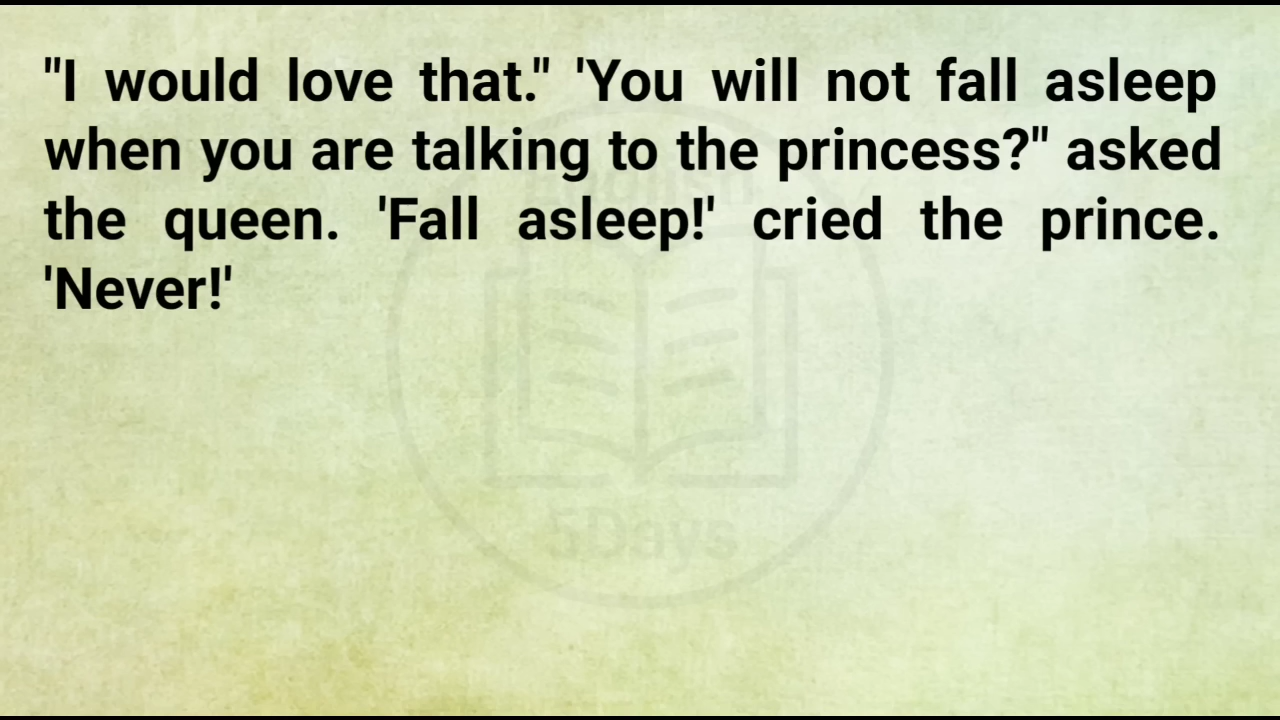 "I would love that." 'You will not fall asleep
when you are talking to the princess?" asked
the queen. 'Fall asleep!' cried the prince.
'Never!'
5Days